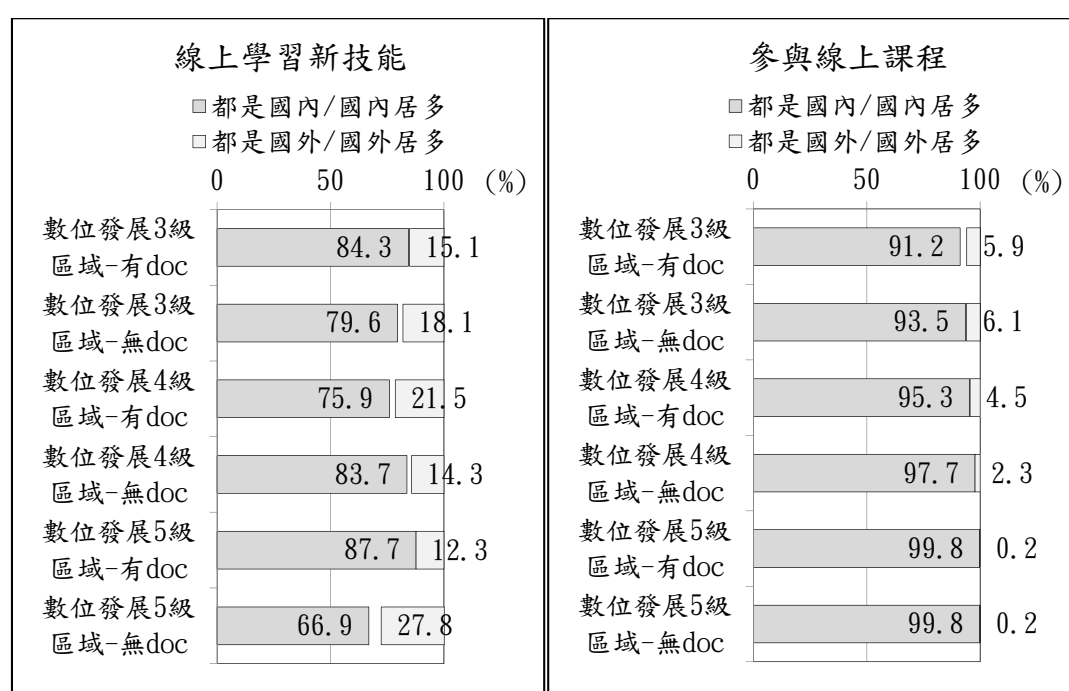 線上學習新技能
都是國內/國內居多
都是國外/國外居多
0 50 100 (%)
數位發展3級
區域-有doc
84.3 15.1
數位發展3級
區域-無doc
79.6 18.1
數位發展4級
區域-有doc
75.9 21.5
數位發展4級
區域-無doc
83.7 14.3
數位發展5級
區域-有doc
87.7 12.3
數位發展5級
區域-無doc
66.9 27.8
參與線上課程
都是國內/國內居多
都是國外/國外居多
0 50 100 (%)
數位發展3級
區域-有doc
91.2 5.9
數位發展3級
區域-無doc
93.5 6.1
數位發展4級
區域-有doc
95.3 4.5
數位發展4級
區域-無doc
97.7 2.3
數位發展5級
區域-有doc
99.8 0.2
數位發展5級
區域-無doc
99.8 0.2